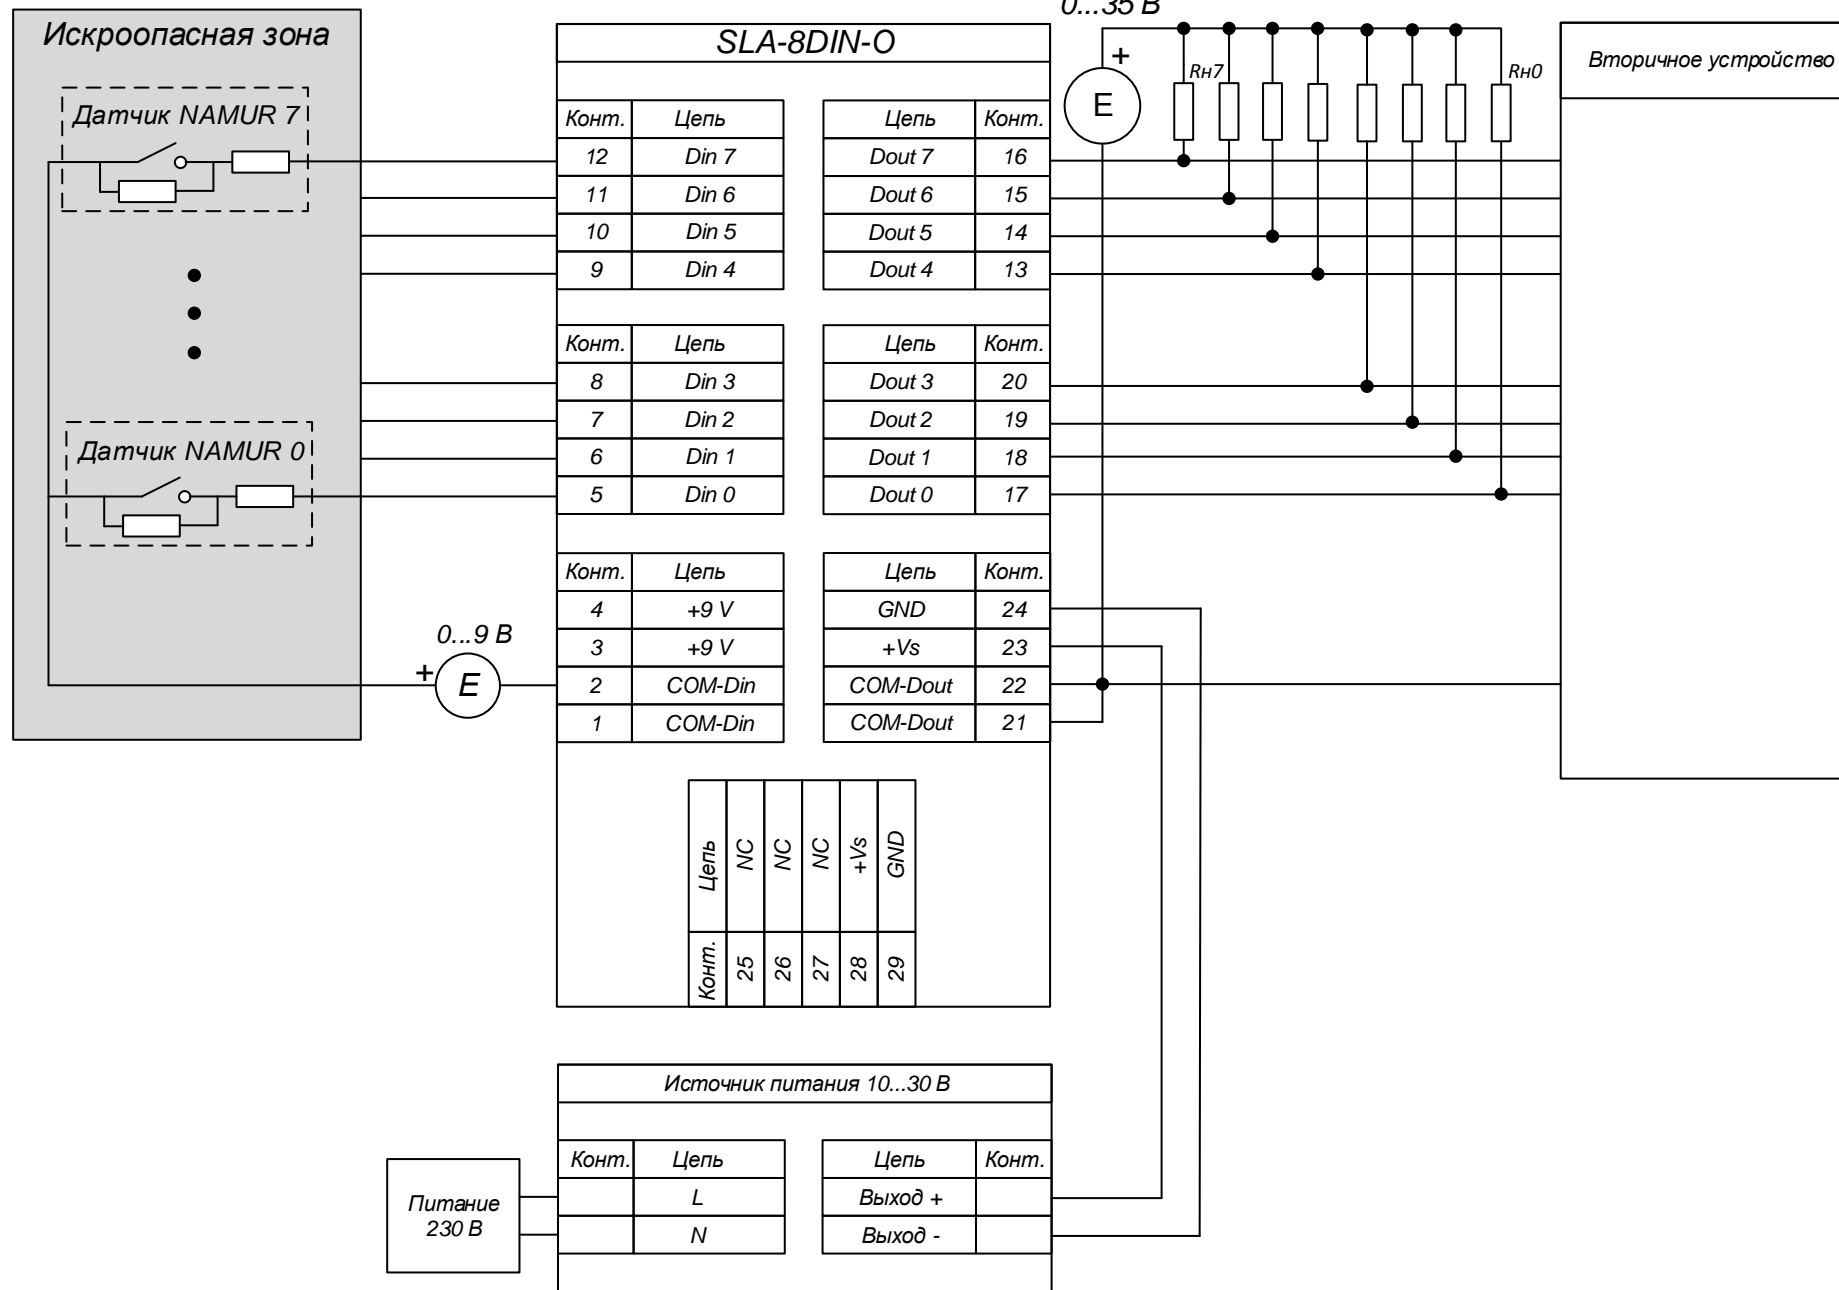 0...35 В
Искроопасная зона
SLA-8DIN-O
Вторичное устройство
+
E
Rн7
Rн0
Датчик NAMUR 7
Конт. Цепь Цепь Конт.
12 Din 7 Dout 7 16
11 Din 6 Dout 6 15
10 Din 5 Dout 5 14
9 Din 4 Dout 4 13
Конт. Цепь Цепь Конт.
8 Din 3 Dout 3 20
7 Din 2 Dout 2 19
6 Din 1 Dout 1 18
5 Din 0 Dout 0 17
Датчик NAMUR 0
Конт. Цепь Цепь Конт.
4 +9 V GND 24
3 +9 V +Vs 23
2 COM-Din COM-Dout 22
1 COM-Din COM-Dout 21
0...9 В
+
E
Цепь NC NC NC +Vs GND
Конт. 25 26 27 28 29
Источник питания 10...30 В
Конт. Цепь Цепь Конт.
L Выход +
N Выход -
Питание
230 В